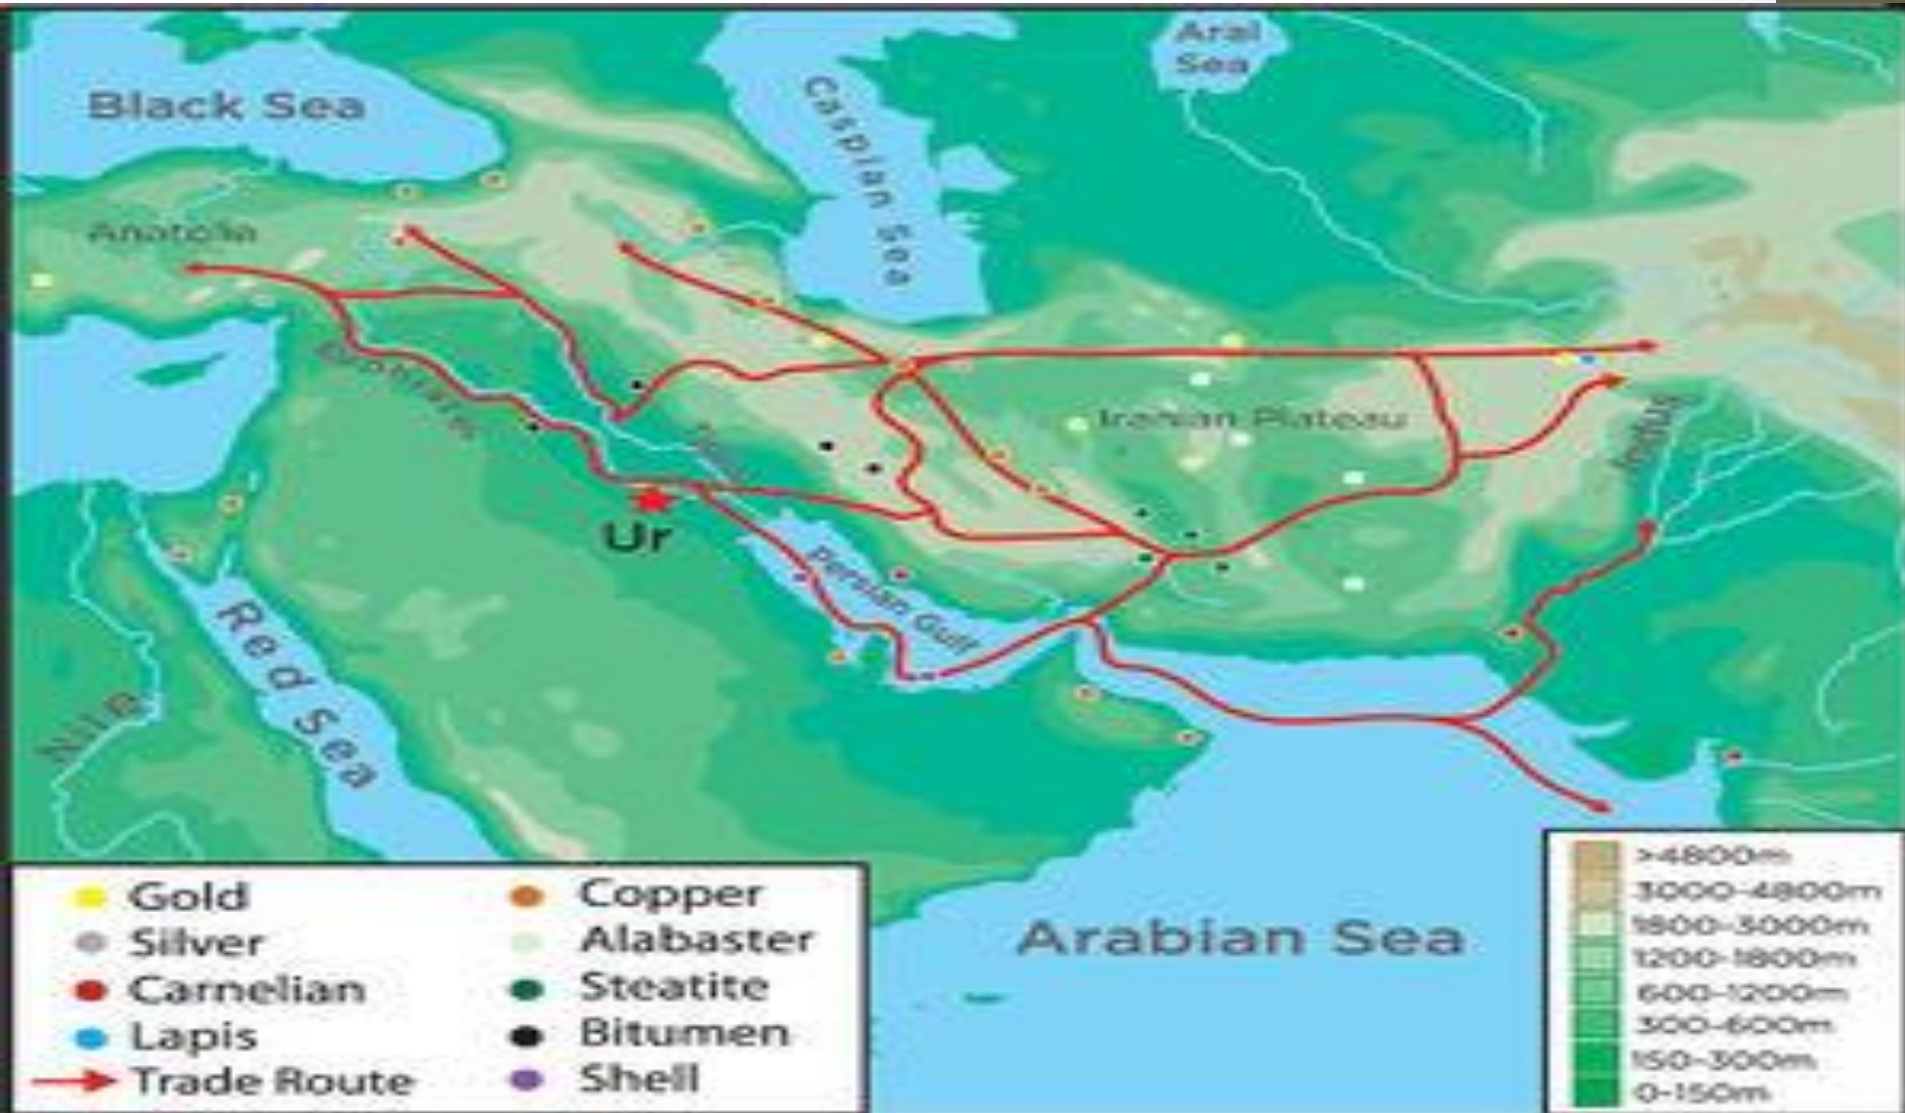 Aral
Sea
Black Sea
Caspian Sea
Anatolia
Euphrates
Iranian Plateau
Indus
Tigris
Ur
Persian Gulf
Red Sea
Nile
Arabian Sea
Gold
Silver
Carnelian
Lapis
Trade Route
Copper
Alabaster
Steatite
Bitumen
Shell
>4800m
3000-4800m
1800-3000m
1200-1800m
600-1200m
300-600m
150-300m
0-150m